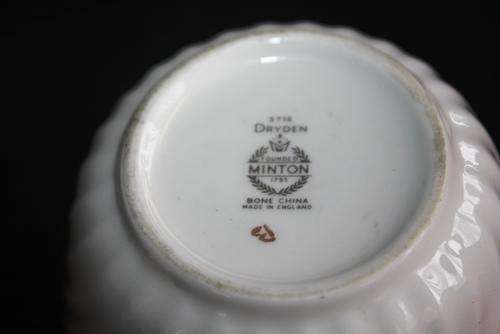 S716
DRYDEN
FOUNDED
MINTON
1793
BONE CHINA
MADE IN ENGLAND